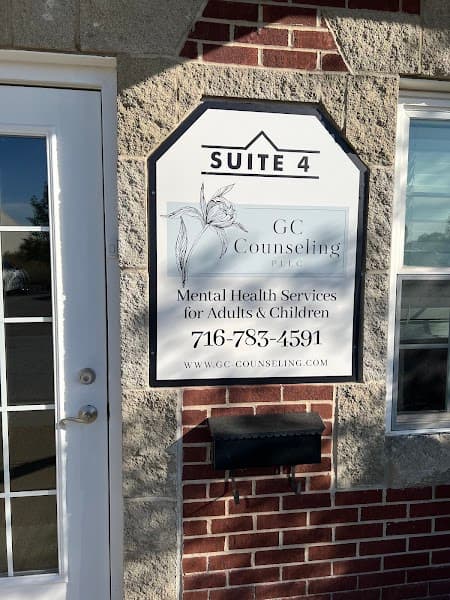 SUITE 4
GC
Counseling
PLLC
Mental Health Services
for Adults & Children
716-783-4591
WWW.GC-COUNSELING.COM